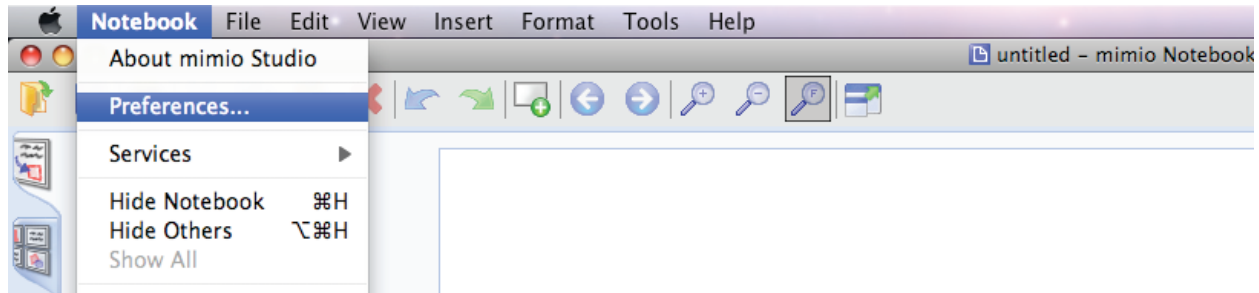 Notebook File Edit View Insert Format Tools Help
untitled – mimio Notebook
About mimio Studio
Preferences...
Services
Hide Notebook ⌘H
Hide Others ⌥⌘H
Show All